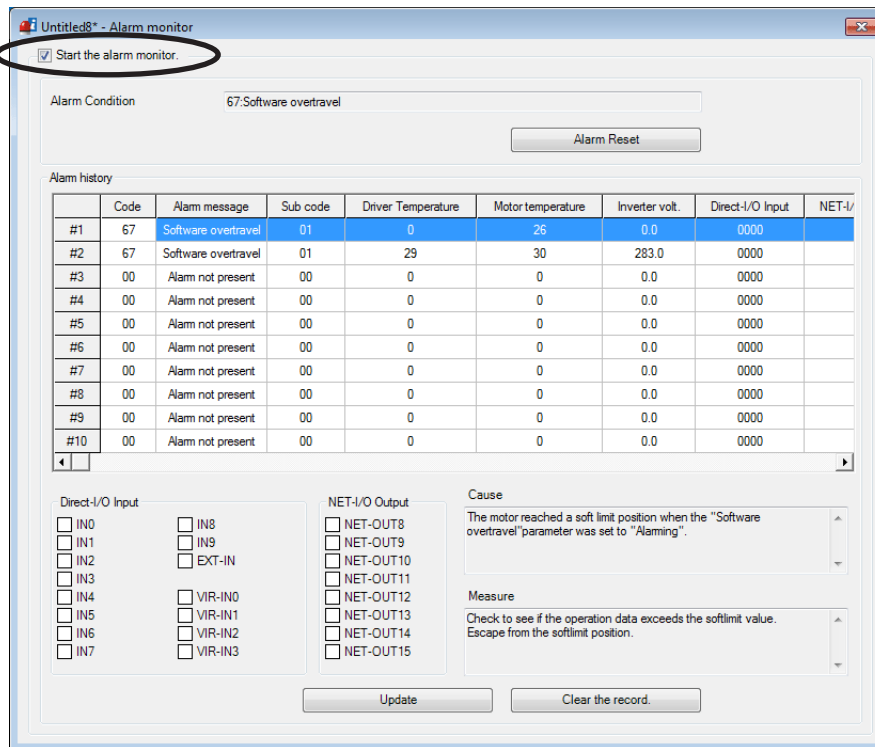 Untitled8* - Alarm monitor
Start the alarm monitor.
Alarm Condition 67:Software overtravel
Alarm Reset
Alarm history
Code Alarm message Sub code Driver Temperature Motor temperature Inverter volt. Direct-I/O Input NET-I/
#1 67 Software overtravel 01 0 26 0.0 0000
#2 67 Software overtravel 01 29 30 283.0 0000
#3 00 Alarm not present 00 0 0 0.0 0000
#4 00 Alarm not present 00 0 0 0.0 0000
#5 00 Alarm not present 00 0 0 0.0 0000
#6 00 Alarm not present 00 0 0 0.0 0000
#7 00 Alarm not present 00 0 0 0.0 0000
#8 00 Alarm not present 00 0 0 0.0 0000
#9 00 Alarm not present 00 0 0 0.0 0000
#10 00 Alarm not present 00 0 0 0.0 0000
Direct-I/O Input
IN0 IN8
IN1 IN9
IN2 EXT-IN
IN3
IN4 VIR-IN0
IN5 VIR-IN1
IN6 VIR-IN2
IN7 VIR-IN3
NET-I/O Output
NET-OUT8
NET-OUT9
NET-OUT10
NET-OUT11
NET-OUT12
NET-OUT13
NET-OUT14
NET-OUT15
Cause
The motor reached a soft limit position when the "Software
overtravel"parameter was set to "Alarming".
Measure
Check to see if the operation data exceeds the softlimit value.
Escape from the softlimit position.
Update Clear the record.